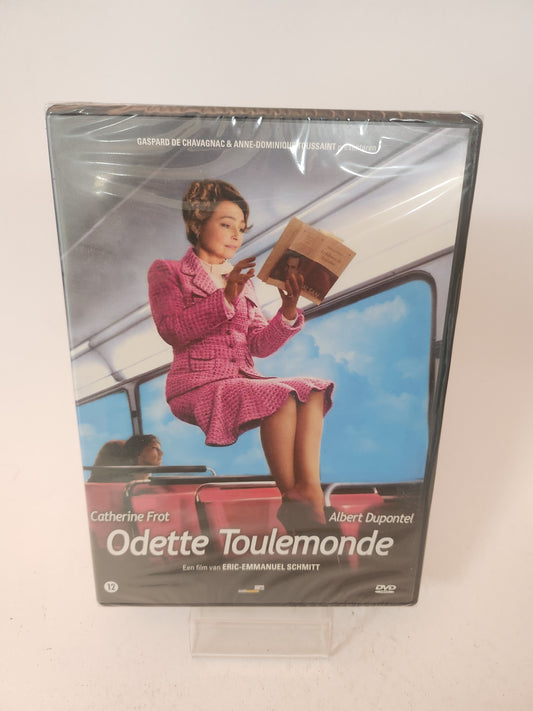 GASPARD DE CHAVAGNAC & ANNE-DOMINIQUE TOUSSAINT
Catherine Frot
Albert Dupontel
Odette Toulemonde
Een film van ERIC-EMMANUEL SCHMITT
12
DVD